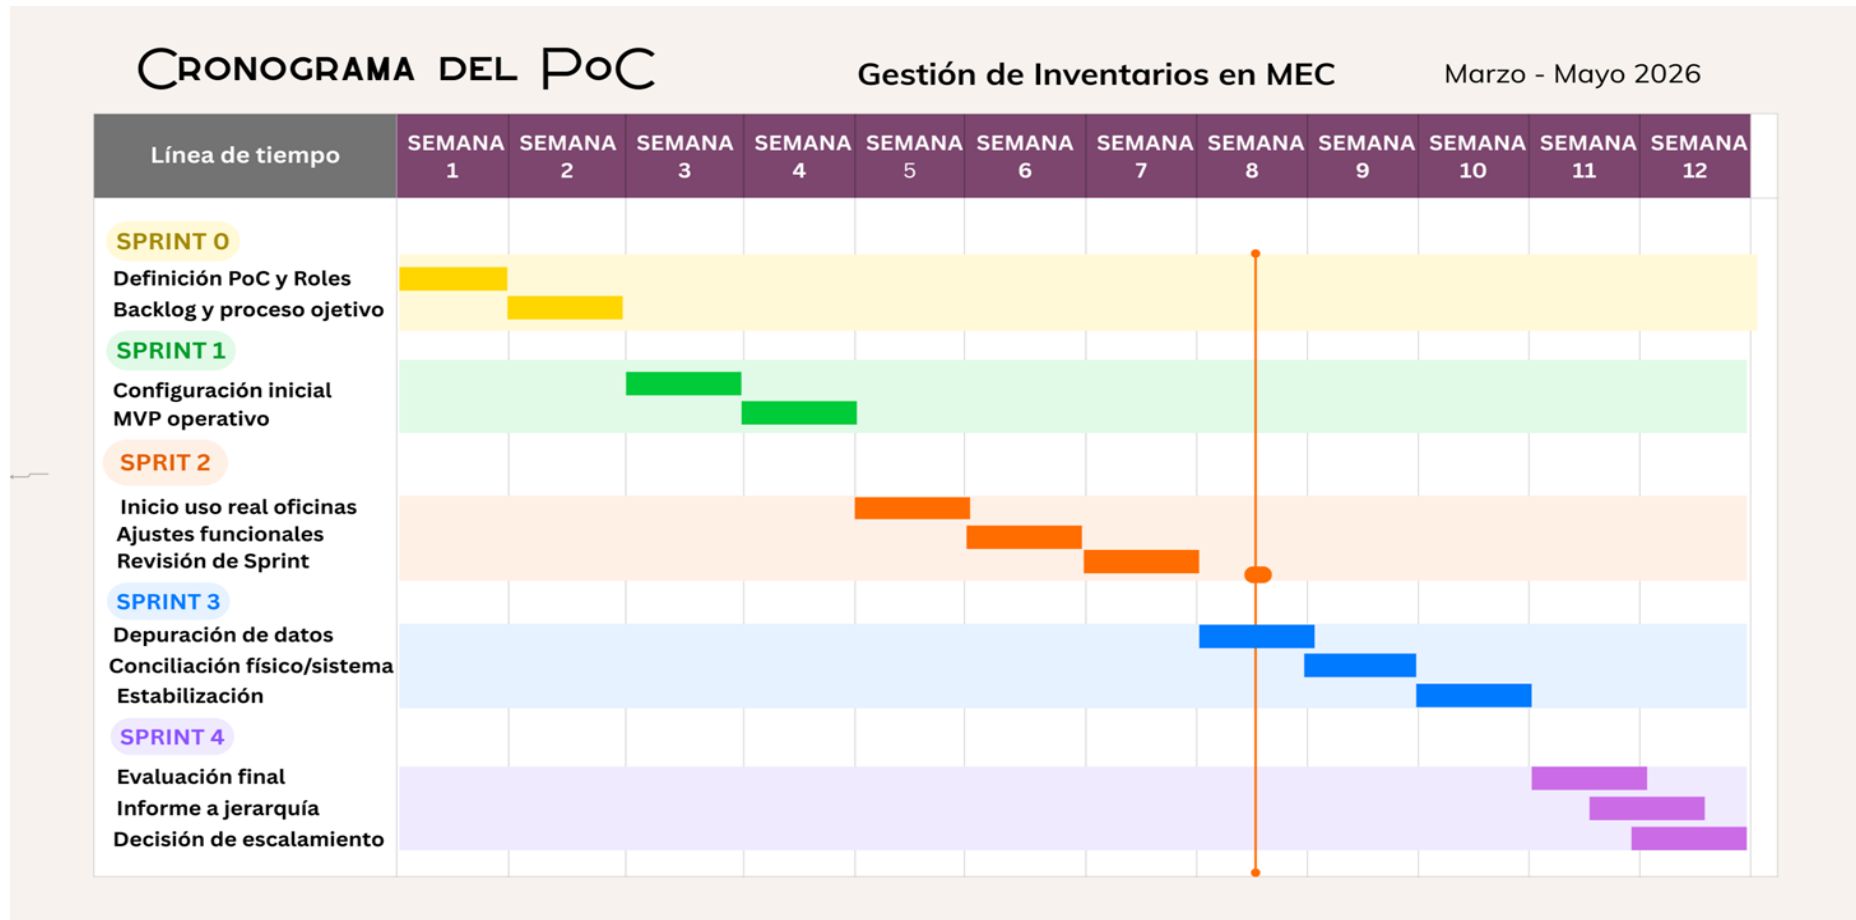 CRONOGRAMA DEL PoC
Gestión de Inventarios en MEC
Marzo - Mayo 2026
Línea de tiempo
SEMANA 1
SEMANA 2
SEMANA 3
SEMANA 4
SEMANA 5
SEMANA 6
SEMANA 7
SEMANA 8
SEMANA 9
SEMANA 10
SEMANA 11
SEMANA 12
SPRINT 0
Definición PoC y Roles
Backlog y proceso ojetivo
SPRINT 1
Configuración inicial
MVP operativo
SPRIT 2
Inicio uso real oficinas
Ajustes funcionales
Revisión de Sprint
SPRINT 3
Depuración de datos
Conciliación físico/sistema
Estabilización
SPRINT 4
Evaluación final
Informe a jerarquía
Decisión de escalamiento